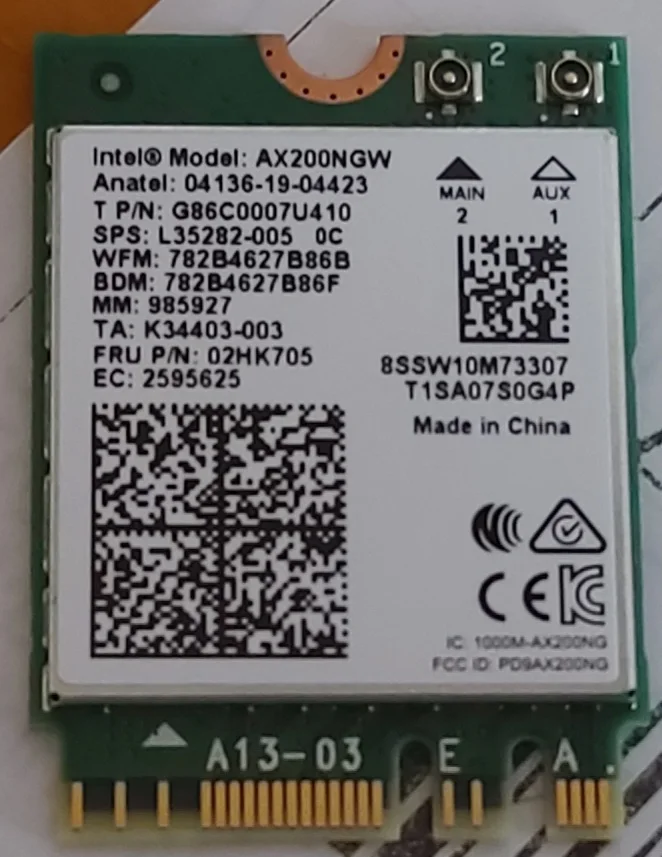 2 1
Intel® Model: AX200NGW
Anatel: 04136-19-04423
T P/N: G86C0007U410
SPS: L35282-005 0C
WFM: 782B4627B86B
BDM: 782B4627B86F
MM: 985927
TA: K34403-003
FRU P/N: 02HK705
EC: 2595625
MAIN AUX
2 1
8SSW10M73307
T1SA07S0G4P
Made in China
CE
IC: 1000M-AX200NG
FCC ID: PD9AX200NG
A13-03 E A